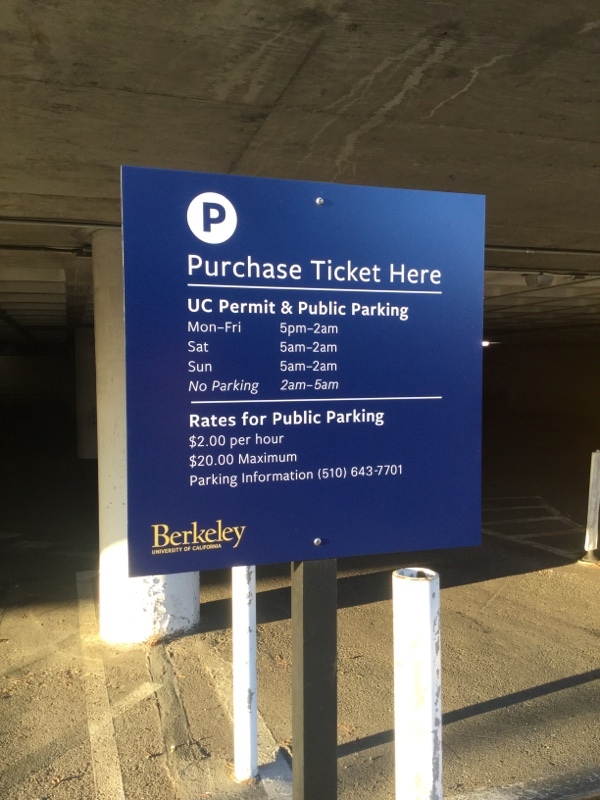 P
Purchase Ticket Here
UC Permit & Public Parking
Mon–Fri 5pm–2am
Sat 5am–2am
Sun 5am–2am
No Parking 2am–5am
Rates for Public Parking
$2.00 per hour
$20.00 Maximum
Parking Information (510) 643-7701
Berkeley
UNIVERSITY OF CALIFORNIA